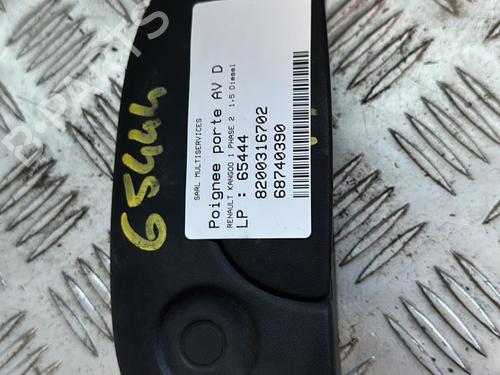 SARL MULTISERVICES
Poignee porte AV D
RENAULT KANGOO 1 PHASE 2 1.5 Diesel
LP : 65444
8200316702
68740390
65444